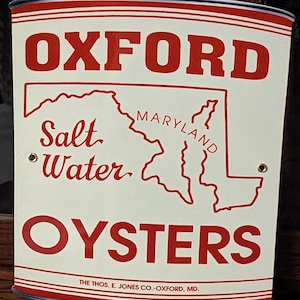 OXFORD
MARYLAND
Salt
Water
OYSTERS
THE THOS. E. JONES CO.-OXFORD, MD.